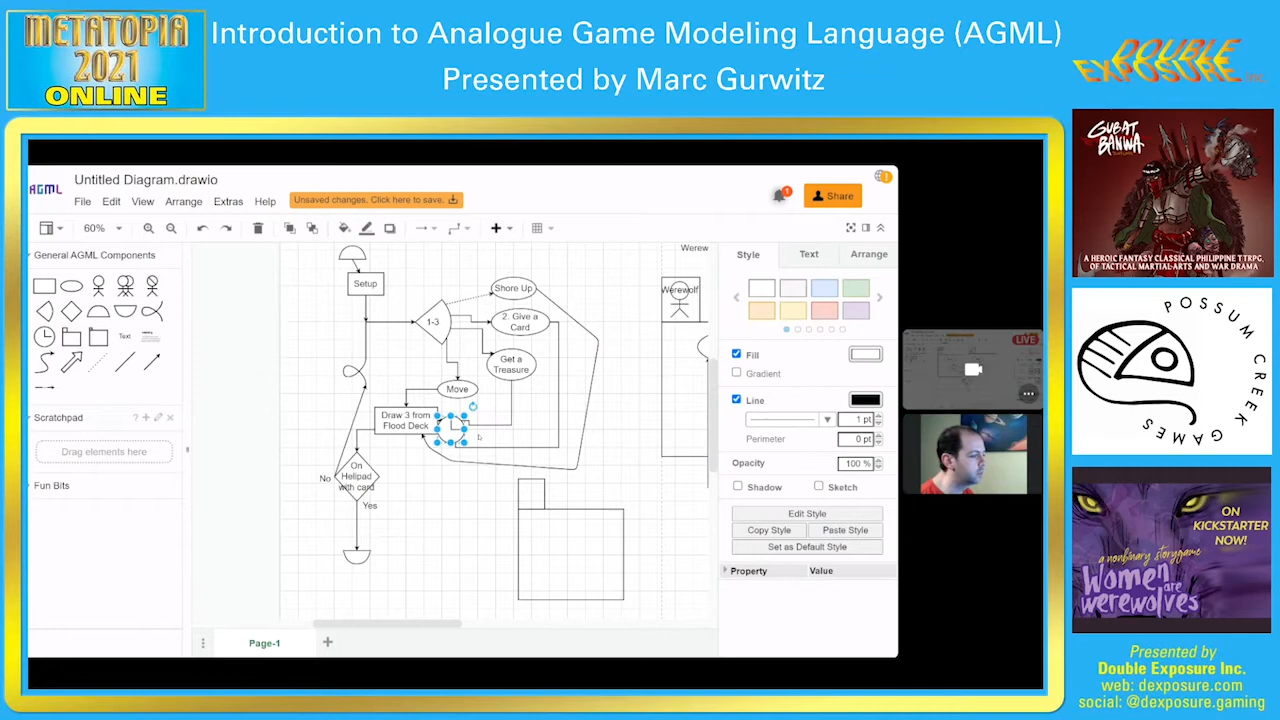 METATOPIA
2021
ONLINE
Introduction to Analogue Game Modeling Language (AGML)
Presented by Marc Gurwitz
DOUBLE
EXPOSURE INC.
AGML
Untitled Diagram.drawio
File Edit View Arrange Extras Help
Unsaved changes. Click here to save.
1
Share
60%
General AGML Components
Text
Scratchpad
Drag elements here
Fun Bits
Setup
1-3
Shore Up
2. Give a
Card
Get a
Treasure
Move
Draw 3 from
Flood Deck
On
Helipad
with card
No
Yes
Werew
Werewolf
Page-1
Style Text Arrange
Fill
Gradient
Line
1 pt
Perimeter
0 pt
Opacity
100 %
Shadow
Sketch
Edit Style
Copy Style
Paste Style
Set as Default Style
Property
Value
LIVE
GUBAT
BANWA
A HEROIC FANTASY CLASSICAL PHILIPPINE TTRPG,
OF TACTICAL MARTIAL-ARTS AND WAR DRAMA
POSSUM CREEK GAMES
ON
KICKSTARTER
NOW!
a nonbinary storygame
Women
are
werewolves
Presented by
Double Exposure Inc.
web: dexposure.com
social: @dexposure.gaming